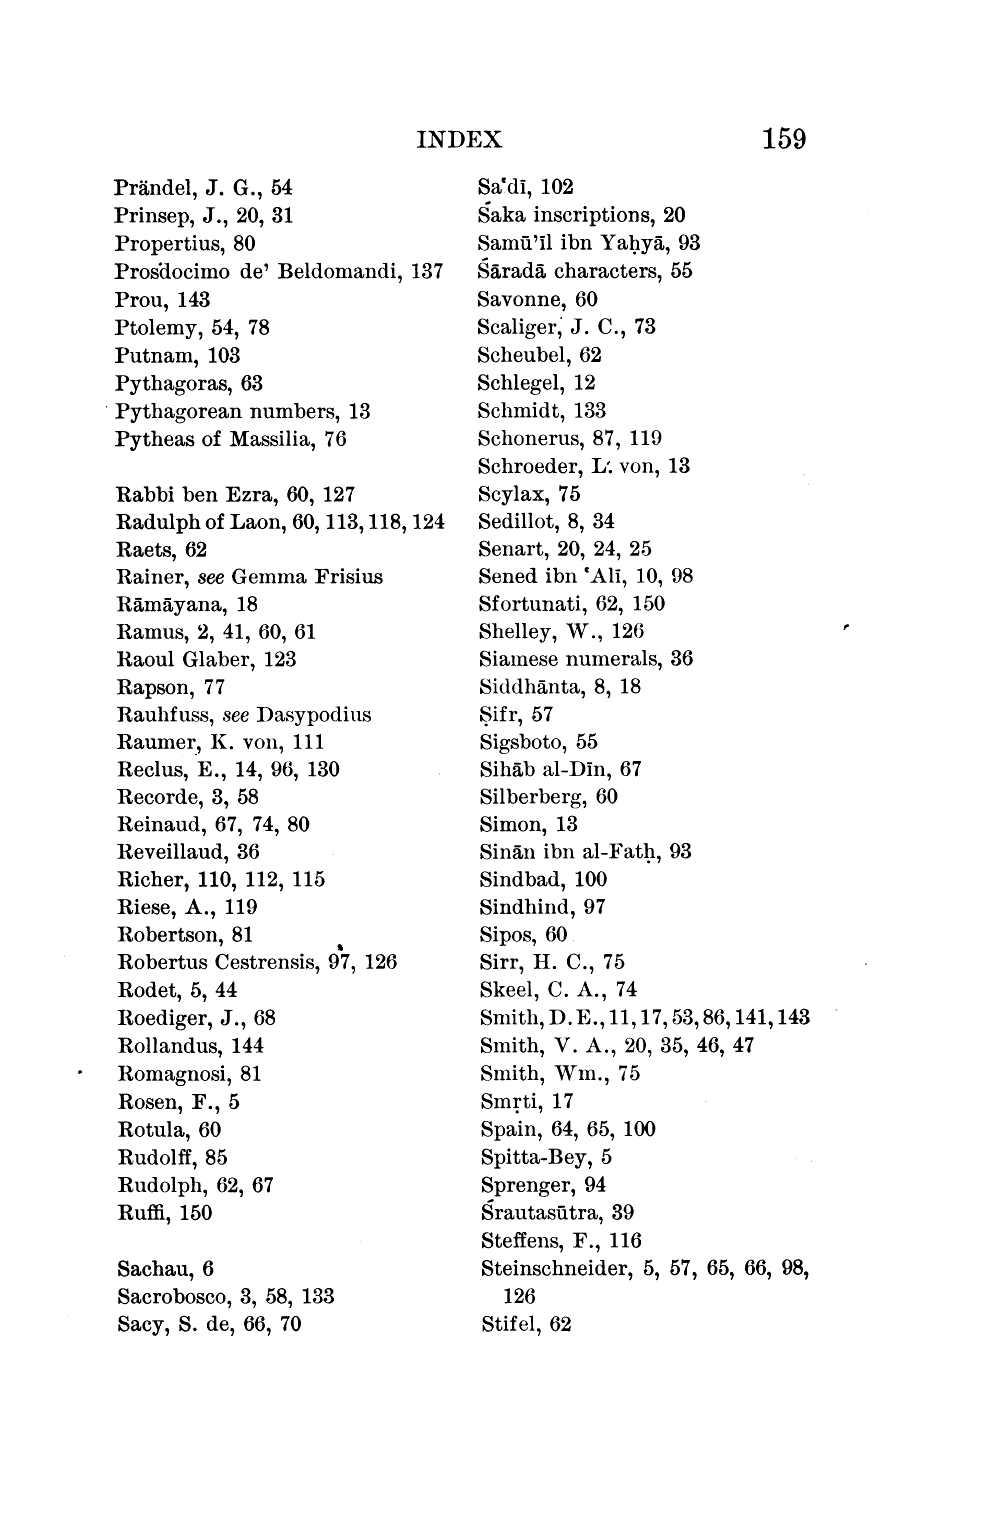 INDEX 159
Prändel, J. G., 54
Prinsep, J., 20, 31
Propertius, 80
Prosdocimo de' Beldomandi, 137
Prou, 143
Ptolemy, 54, 78
Putnam, 103
Pythagoras, 63
Pythagorean numbers, 13
Pytheas of Massilia, 76
Rabbi ben Ezra, 60, 127
Radulph of Laon, 60, 113, 118, 124
Raets, 62
Rainer, see Gemma Frisius
Rāmāyana, 18
Ramus, 2, 41, 60, 61
Raoul Glaber, 123
Rapson, 77
Rauhfuss, see Dasypodius
Raumer, K. von, 111
Reclus, E., 14, 96, 130
Recorde, 3, 58
Reinaud, 67, 74, 80
Reveillaud, 36
Richer, 110, 112, 115
Riese, A., 119
Robertson, 81
Robertus Cestrensis, 97, 126
Rodet, 5, 44
Roediger, J., 68
Rollandus, 144
Romagnosi, 81
Rosen, F., 5
Rotula, 60
Rudolff, 85
Rudolph, 62, 67
Ruffi, 150
Sachau, 6
Sacrobosco, 3, 58, 133
Sacy, S. de, 66, 70
Saʻdī, 102
Śaka inscriptions, 20
Samū'īl ibn Yaḥyā, 93
Śāradā characters, 55
Savonne, 60
Scaliger, J. C., 73
Scheubel, 62
Schlegel, 12
Schmidt, 133
Schonerus, 87, 119
Schroeder, L. von, 13
Scylax, 75
Sedillot, 8, 34
Senart, 20, 24, 25
Sened ibn ʻAlī, 10, 98
Sfortunati, 62, 150
Shelley, W., 126
Siamese numerals, 36
Siddhānta, 8, 18
Ṣifr, 57
Sigsboto, 55
Sihāb al-Dīn, 67
Silberberg, 60
Simon, 13
Sinān ibn al-Fatḥ, 93
Sindbad, 100
Sindhind, 97
Sipos, 60
Sirr, H. C., 75
Skeel, C. A., 74
Smith, D. E., 11, 17, 53, 86, 141, 143
Smith, V. A., 20, 35, 46, 47
Smith, Wm., 75
Smṛti, 17
Spain, 64, 65, 100
Spitta-Bey, 5
Sprenger, 94
Śrautasūtra, 39
Steffens, F., 116
Steinschneider, 5, 57, 65, 66, 98,
126
Stifel, 62